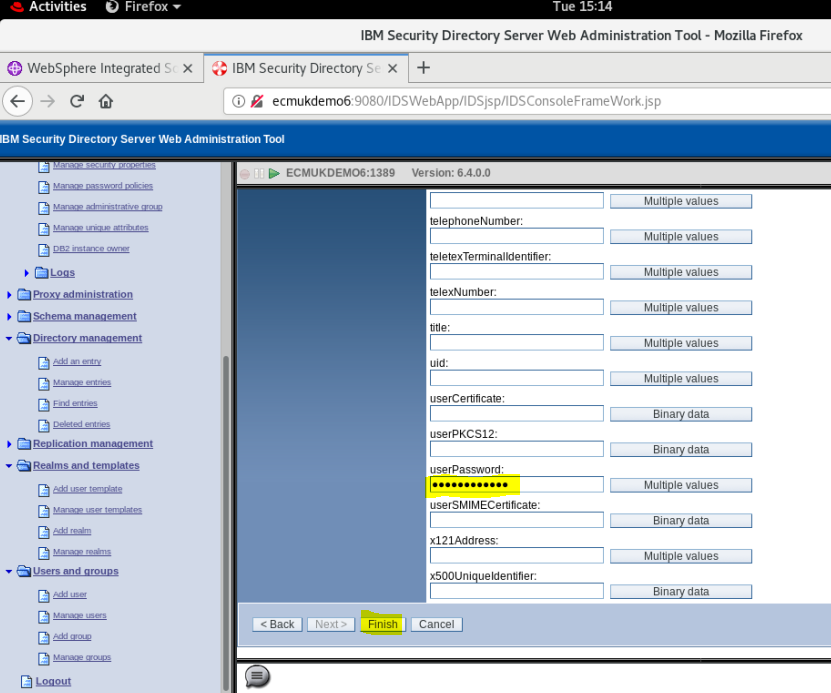 Activities Firefox Tue 15:14
IBM Security Directory Server Web Administration Tool - Mozilla Firefox
WebSphere Integrated So IBM Security Directory Se
ecmukdemo6:9080/IDSWebApp/IDSjsp/IDSConsoleFrameWork.jsp
IBM Security Directory Server Web Administration Tool
ECMUKDEMO6:1389 Version: 6.4.0.0
Manage security properties
Manage password policies
Manage administrative group
Manage unique attributes
DB2 instance owner
Logs
Proxy administration
Schema management
Directory management
Add an entry
Manage entries
Find entries
Deleted entries
Replication management
Realms and templates
Add user template
Manage user templates
Add realm
Manage realms
Users and groups
Add user
Manage users
Add group
Manage groups
Logout
Multiple values
telephoneNumber:
Multiple values
teletexTerminalIdentifier:
Multiple values
telexNumber:
Multiple values
title:
Multiple values
uid:
Multiple values
userCertificate:
Binary data
userPKCS12:
Binary data
userPassword:
●●●●●●●●●●●● Multiple values
userSMIMECertificate:
Binary data
x121Address:
Multiple values
x500UniqueIdentifier:
Binary data
< Back Next > Finish Cancel